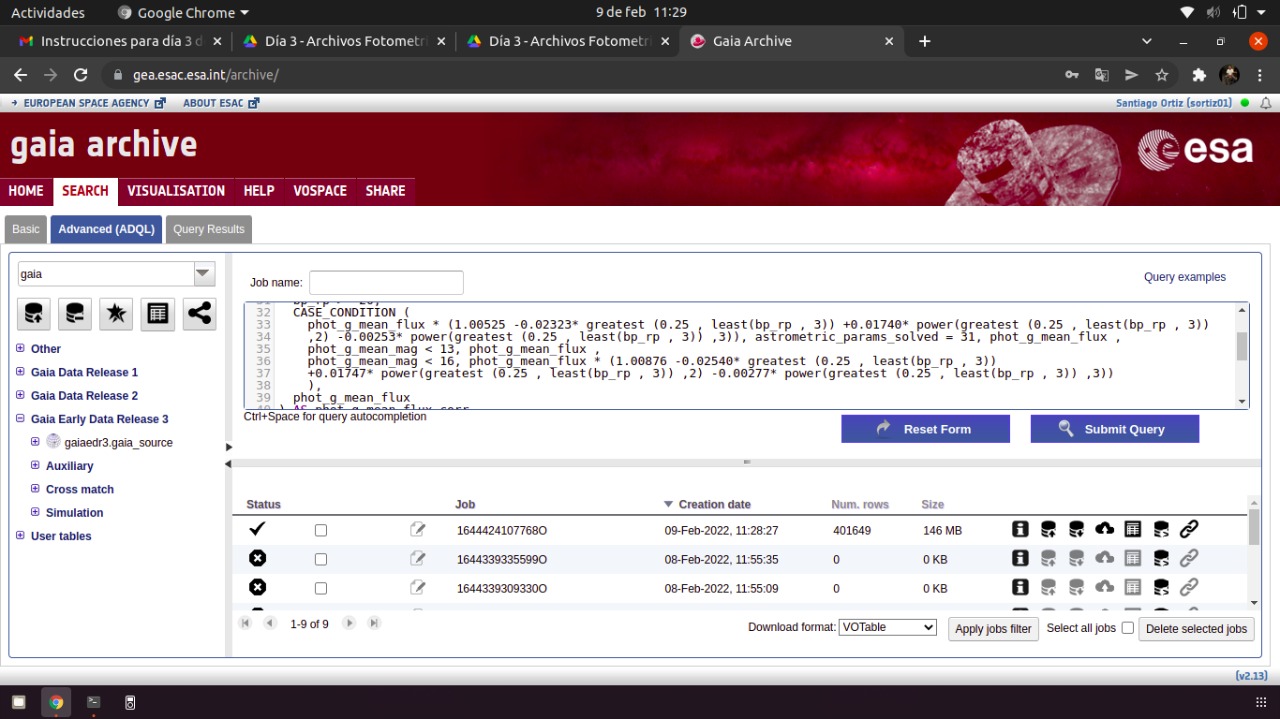 Actividades
Google Chrome
9 de feb 11:29
Instrucciones para día 3 d
Día 3 - Archivos Fotometri
Día 3 - Archivos Fotometri
Gaia Archive
gea.esac.esa.int/archive/
EUROPEAN SPACE AGENCY
ABOUT ESAC
Santiago Ortiz (sortiz01)
gaia archive
esa
HOME
SEARCH
VISUALISATION
HELP
VOSPACE
SHARE
Basic
Advanced (ADQL)
Query Results
gaia
Job name:
Query examples
32 CASE_CONDITION (
33 phot_g_mean_flux * (1.00525 -0.02323* greatest (0.25 , least(bp_rp , 3)) +0.01740* power(greatest (0.25 , least(bp_rp , 3))
34 ,2) -0.00253* power(greatest (0.25 , least(bp_rp , 3)) ,3)), astrometric_params_solved = 31, phot_g_mean_flux ,
35 phot_g_mean_mag < 13, phot_g_mean_flux ,
36 phot_g_mean_mag < 16, phot_g_mean_flux * (1.00876 -0.02540* greatest (0.25 , least(bp_rp , 3))
37 +0.01747* power(greatest (0.25 , least(bp_rp , 3)) ,2) -0.00277* power(greatest (0.25 , least(bp_rp , 3)) ,3))
38 ),
39 phot_g_mean_flux
) AS phot_g_mean_flux_corr
Ctrl+Space for query autocompletion
Reset Form
Submit Query
Other
Gaia Data Release 1
Gaia Data Release 2
Gaia Early Data Release 3
gaiaedr3.gaia_source
Auxiliary
Cross match
Simulation
User tables
Status Job Creation date Num. rows Size
1644424107768O 09-Feb-2022, 11:28:27 401649 146 MB
1644339335599O 08-Feb-2022, 11:55:35 0 0 KB
1644339309330O 08-Feb-2022, 11:55:09 0 0 KB
1-9 of 9
Download format: VOTable
Apply jobs filter
Select all jobs
Delete selected jobs
(v2.13)